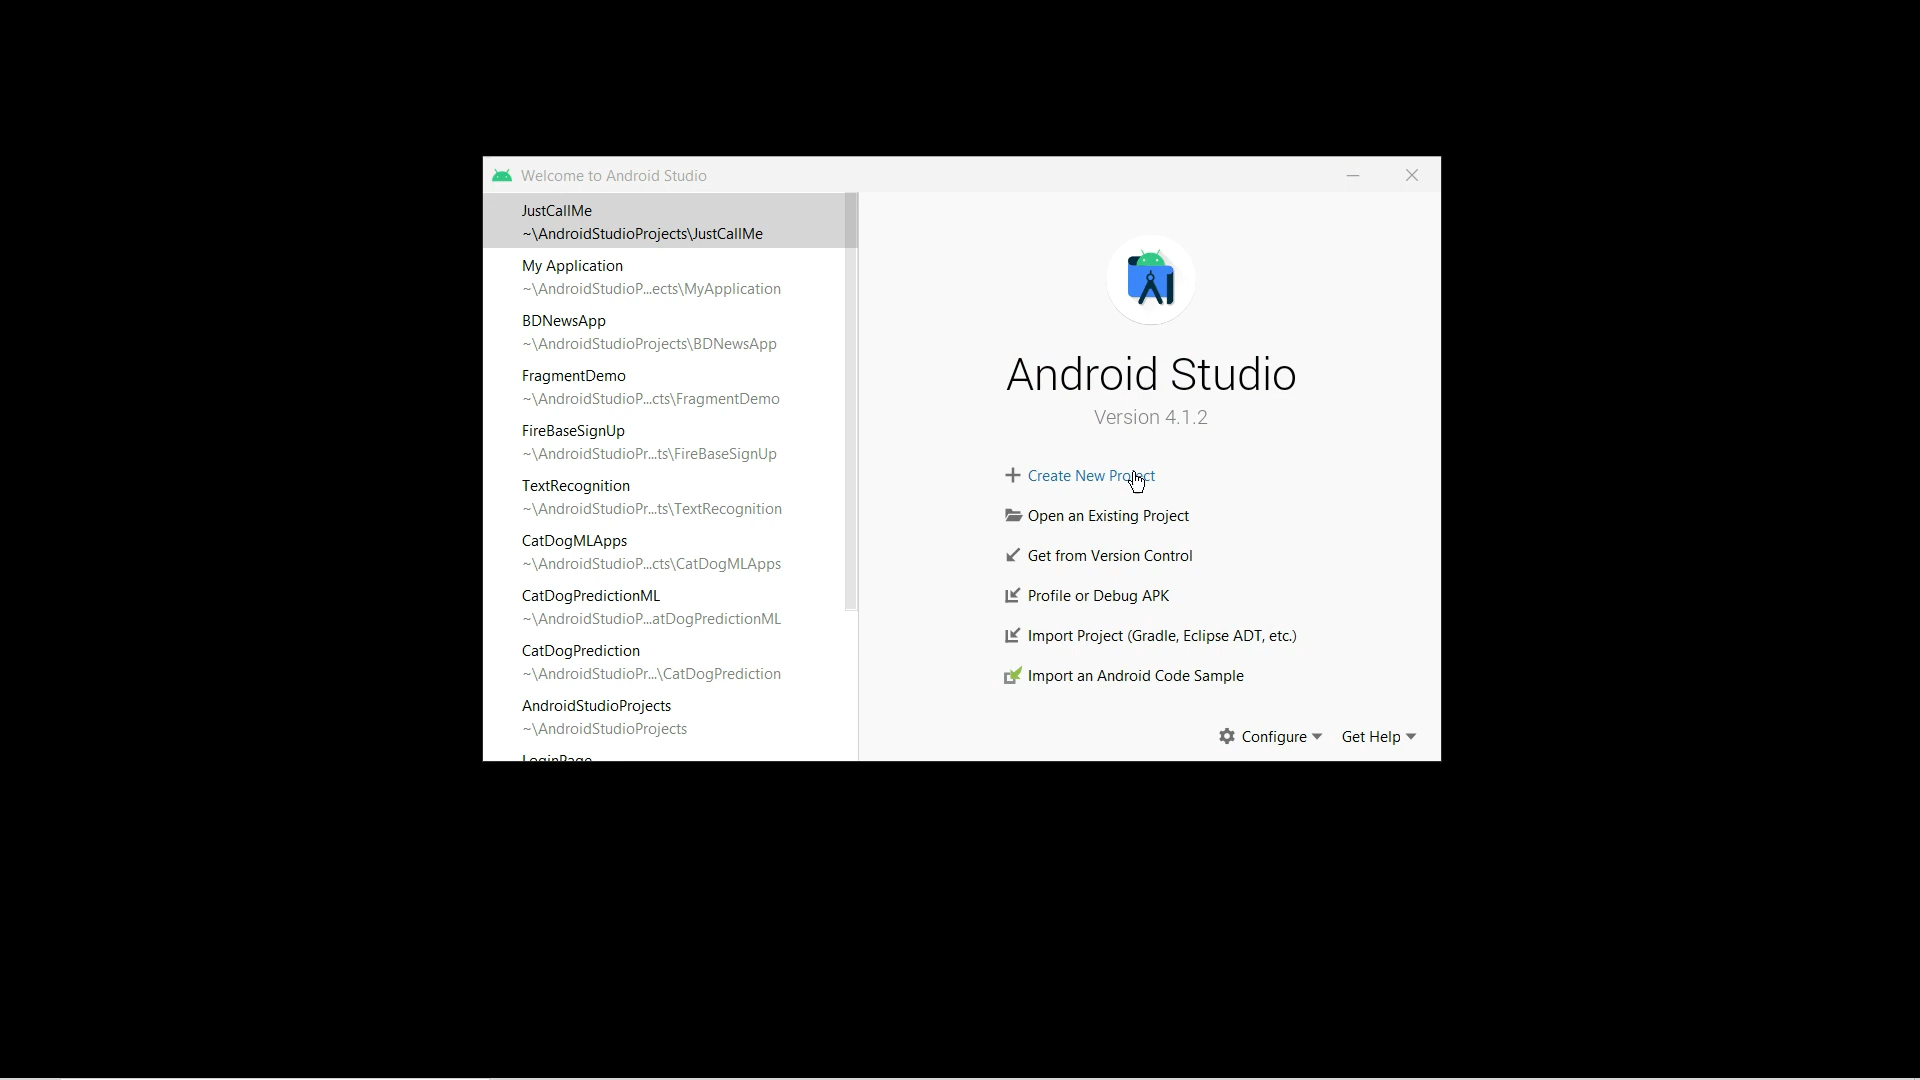 Welcome to Android Studio
JustCallMe
~\AndroidStudioProjects\JustCallMe
My Application
~\AndroidStudioP...ects\MyApplication
BDNewsApp
~\AndroidStudioProjects\BDNewsApp
FragmentDemo
~\AndroidStudioP...cts\FragmentDemo
FireBaseSignUp
~\AndroidStudioPr...ts\FireBaseSignUp
TextRecognition
~\AndroidStudioPr...ts\TextRecognition
CatDogMLApps
~\AndroidStudioP...cts\CatDogMLApps
CatDogPredictionML
~\AndroidStudioP...atDogPredictionML
CatDogPrediction
~\AndroidStudioPr...\CatDogPrediction
AndroidStudioProjects
~\AndroidStudioProjects
LoginPage
Android Studio
Version 4.1.2
Create New Project
Open an Existing Project
Get from Version Control
Profile or Debug APK
Import Project (Gradle, Eclipse ADT, etc.)
Import an Android Code Sample
Configure
Get Help